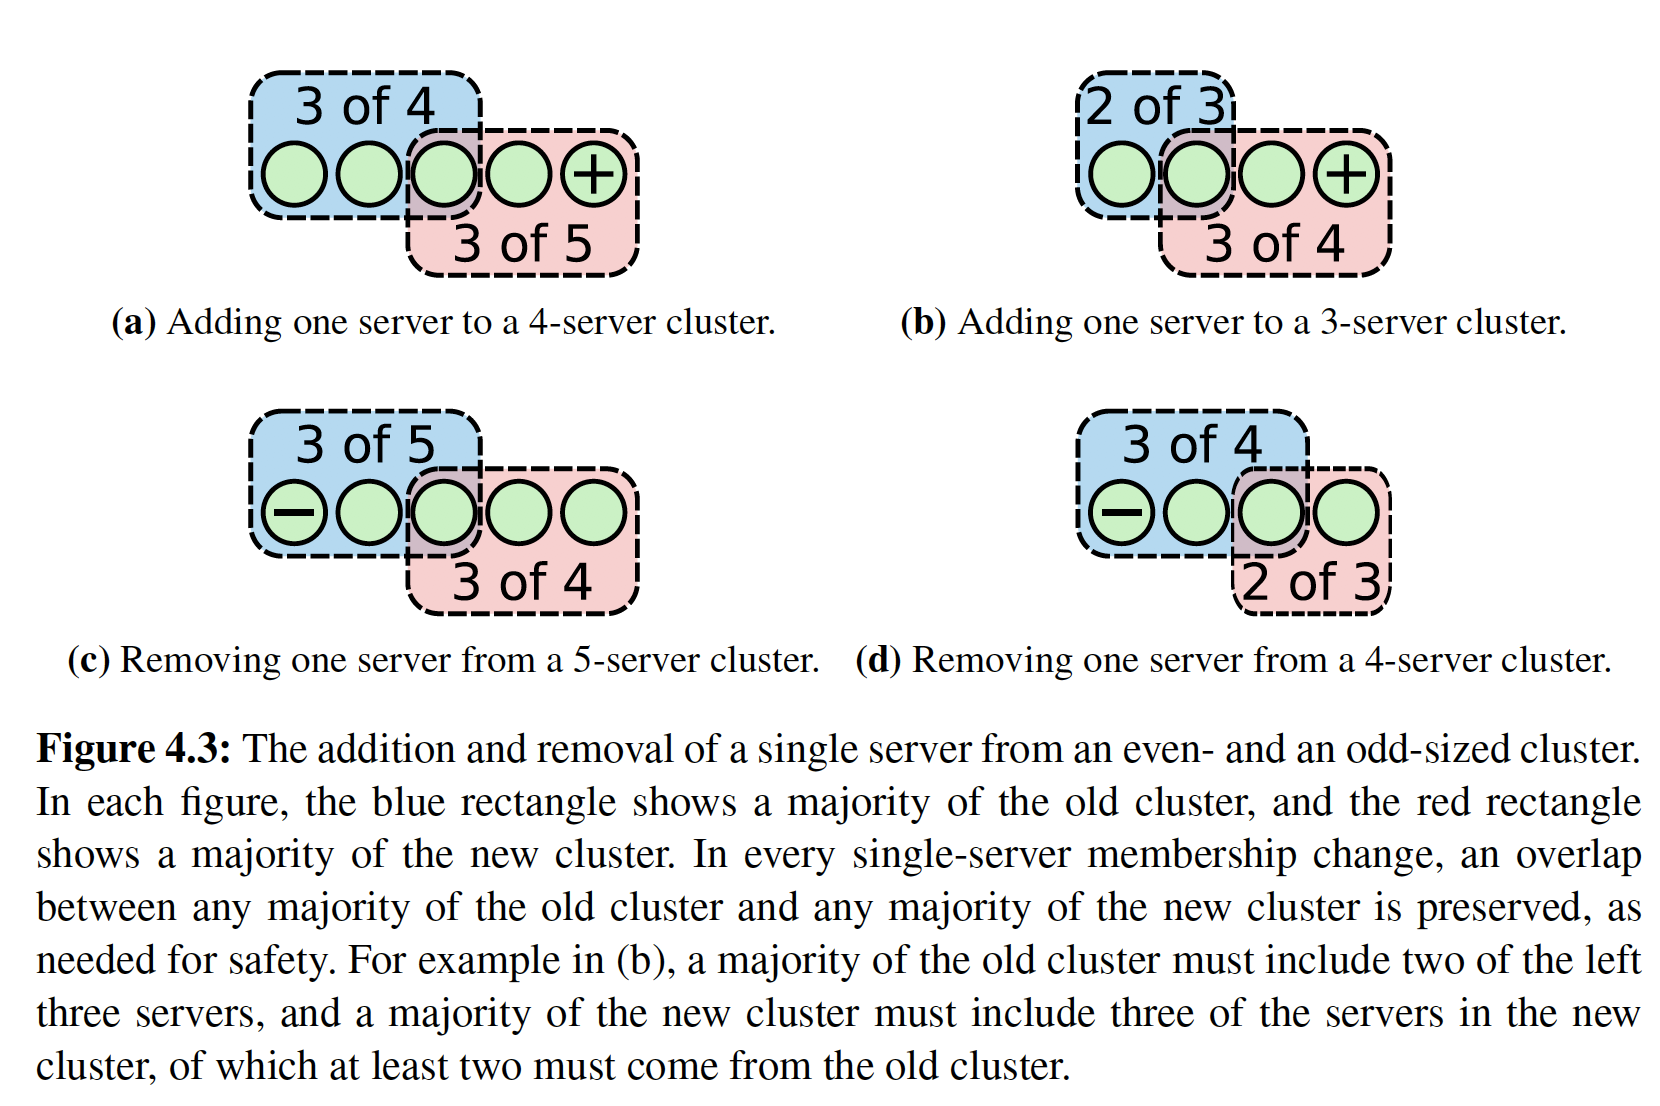 3 of 4
3 of 5
(a) Adding one server to a 4-server cluster.
2 of 3
3 of 4
(b) Adding one server to a 3-server cluster.
3 of 5
3 of 4
(c) Removing one server from a 5-server cluster.
3 of 4
2 of 3
(d) Removing one server from a 4-server cluster.
Figure 4.3: The addition and removal of a single server from an even- and an odd-sized cluster.
In each figure, the blue rectangle shows a majority of the old cluster, and the red rectangle
shows a majority of the new cluster. In every single-server membership change, an overlap
between any majority of the old cluster and any majority of the new cluster is preserved, as
needed for safety. For example in (b), a majority of the old cluster must include two of the left
three servers, and a majority of the new cluster must include three of the servers in the new
cluster, of which at least two must come from the old cluster.